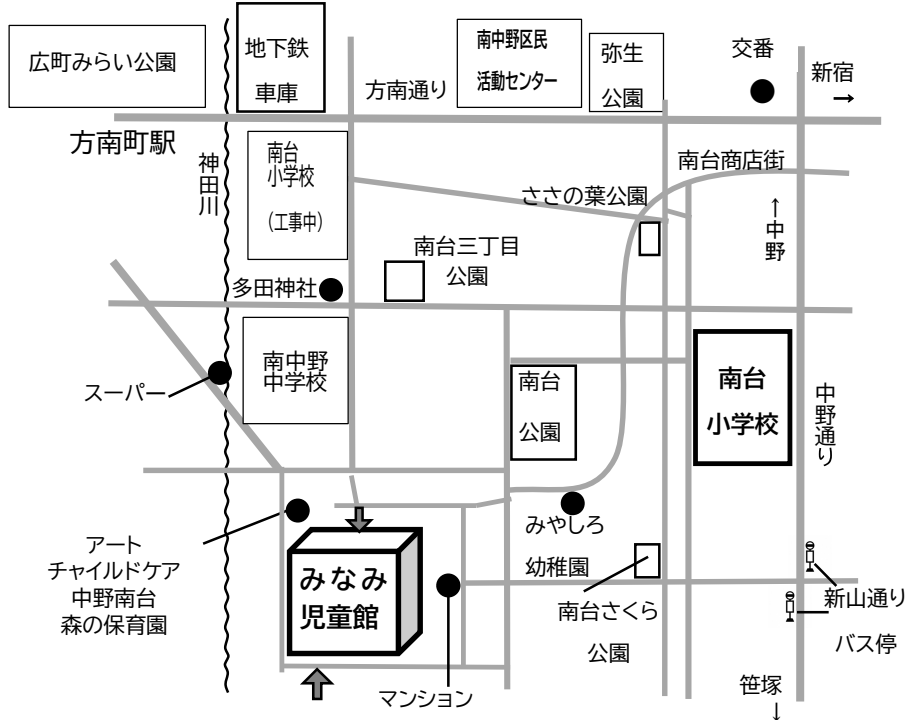 広町みらい公園
地下鉄
車庫
方南通り
南中野区民
活動センター
弥生
公園
交番
新宿
→
方南町駅
神田川
南台
小学校
(工事中)
南台商店街
ささの葉公園
↑中野
南台三丁目
公園
多田神社
南中野
中学校
スーパー
南台
公園
南台
小学校
中野通り
みやしろ
幼稚園
アート
チャイルドケア
中野南台
森の保育園
みなみ
児童館
マンション
南台さくら
公園
新山通り
バス停
笹塚
↓